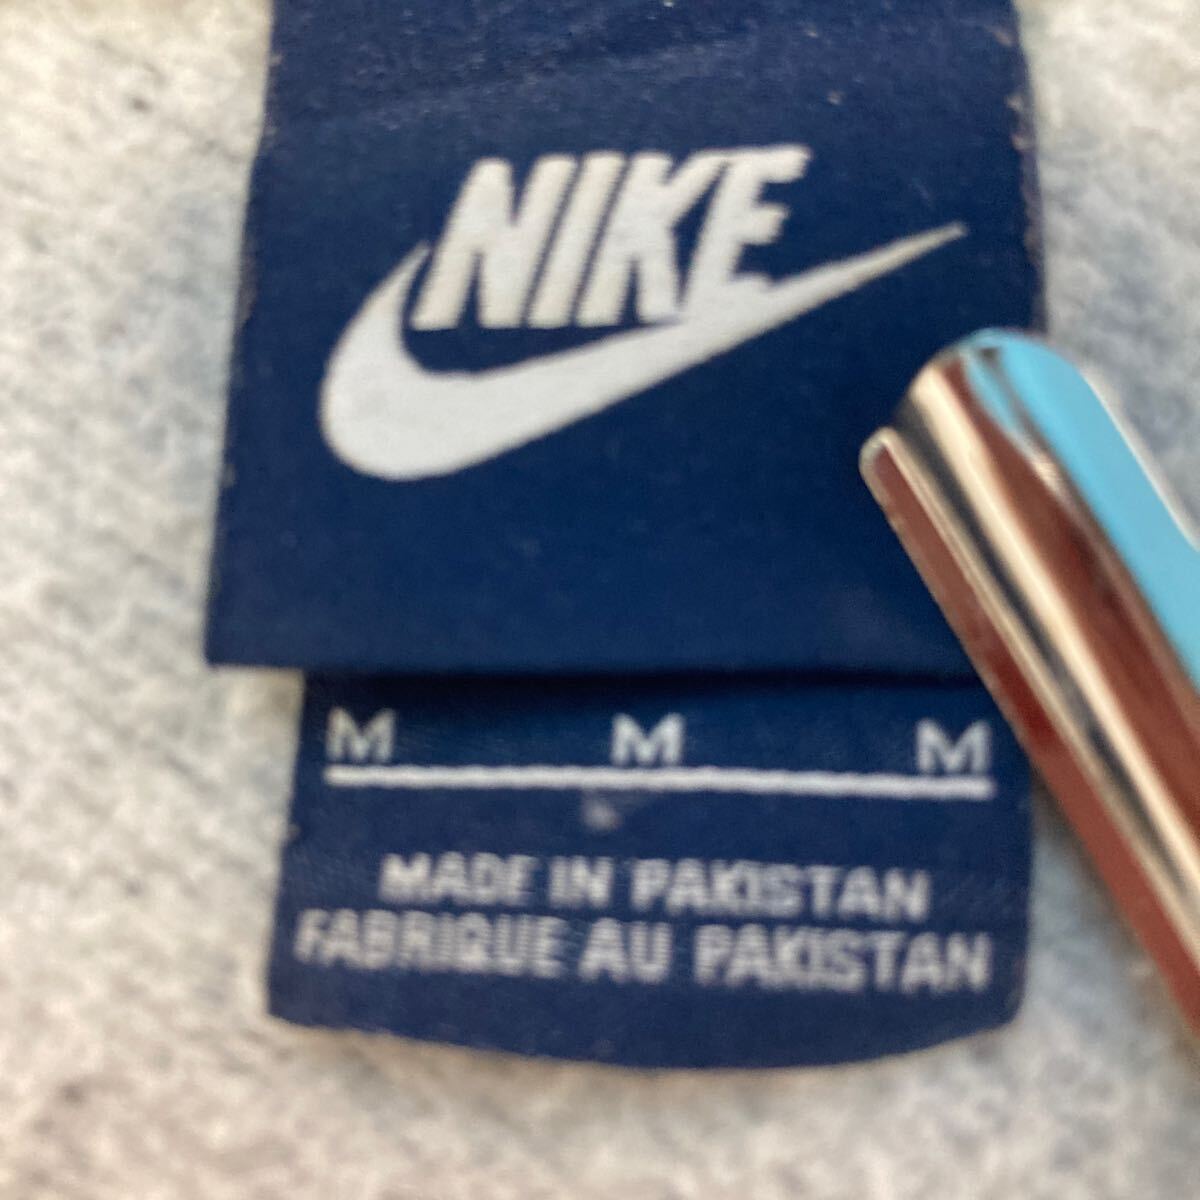 NIKE
M M M
MADE IN PAKISTAN
FABRIQUE AU PAKISTAN